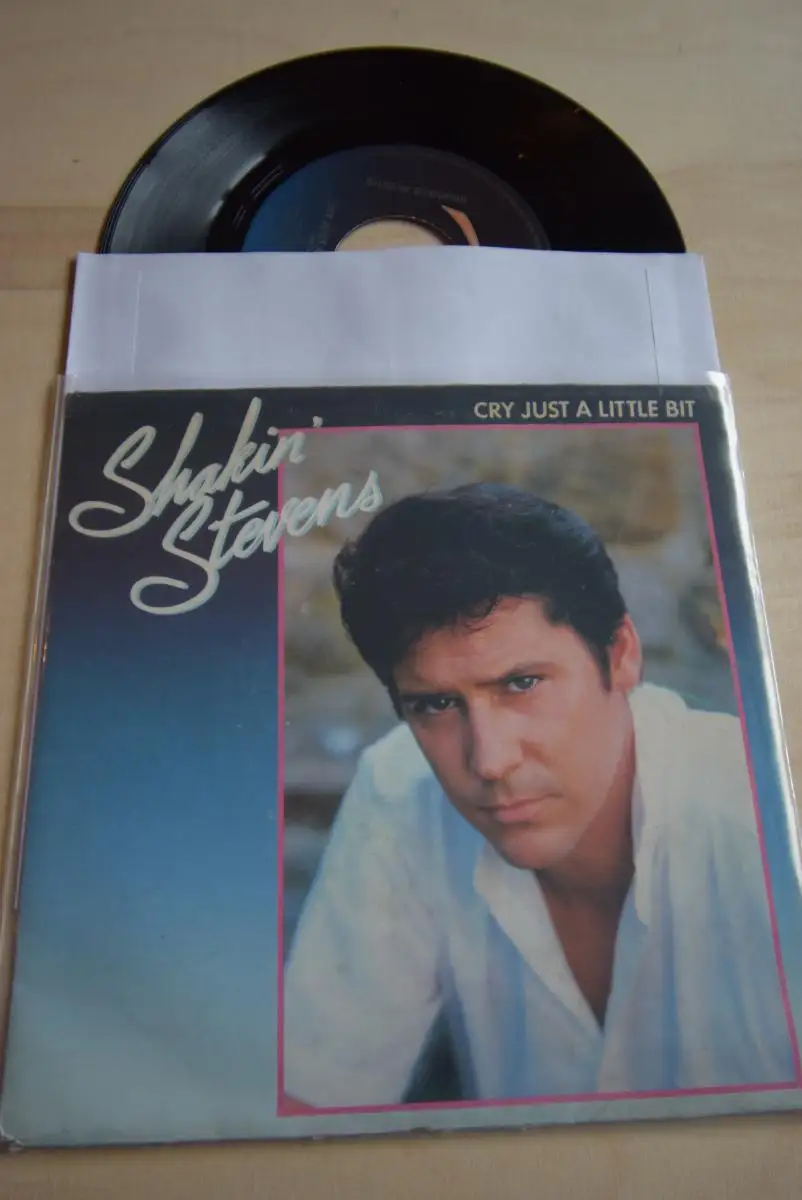 Shakin'
Stevens
CRY JUST A LITTLE BIT